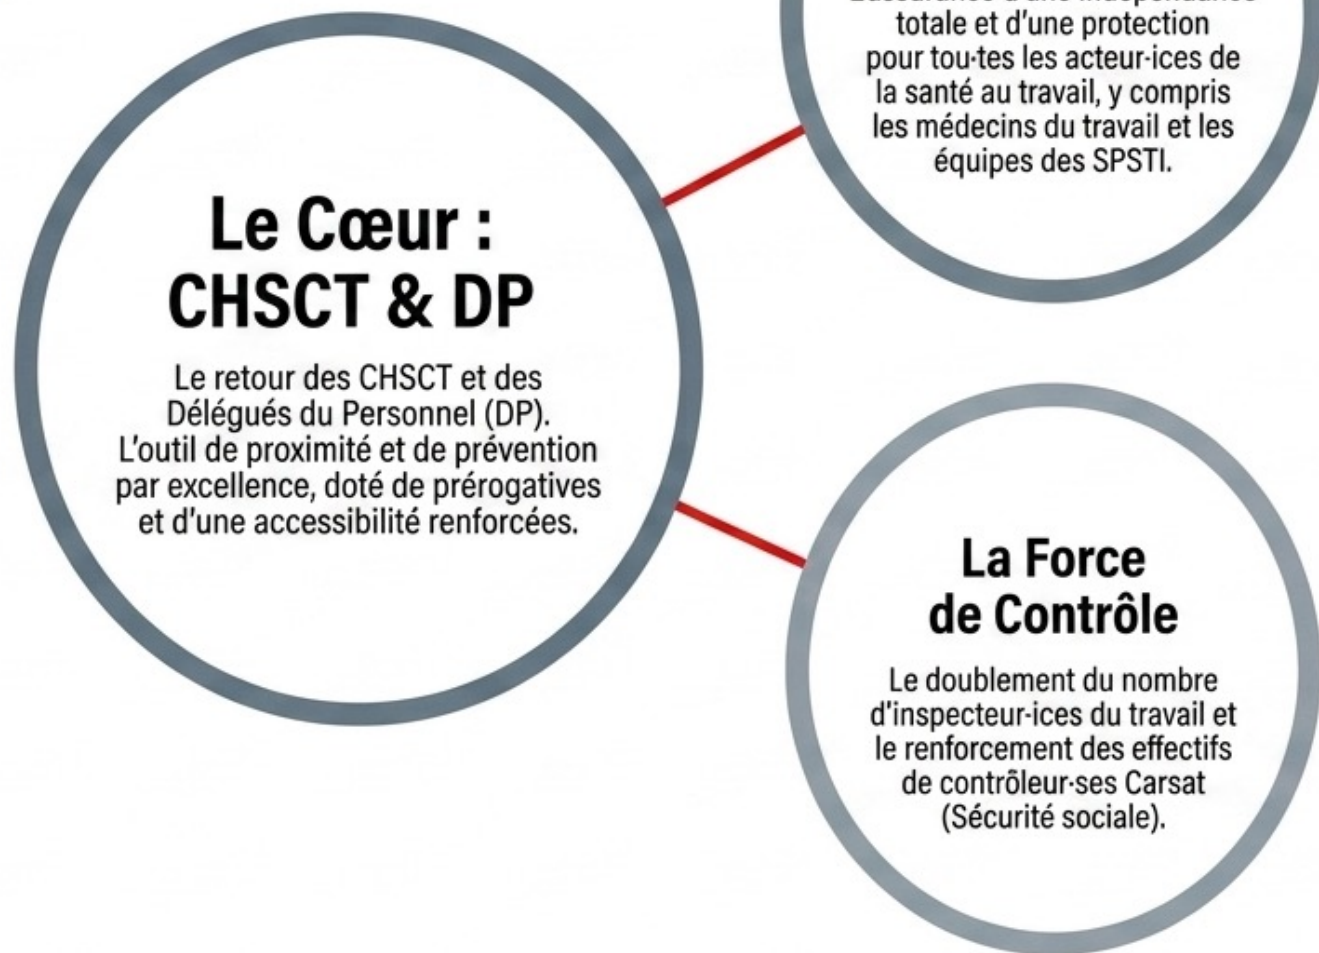 Le Cœur :
CHSCT & DP
Le retour des CHSCT et des
Délégués du Personnel (DP).
L'outil de proximité et de prévention
par excellence, doté de prérogatives
et d'une accessibilité renforcées.
totale et d'une protection
pour tou·tes les acteur·ices de
la santé au travail, y compris
les médecins du travail et les
équipes des SPSTI.
La Force
de Contrôle
Le doublement du nombre
d'inspecteur·ices du travail et
le renforcement des effectifs
de contrôleur·ses Carsat
(Sécurité sociale).